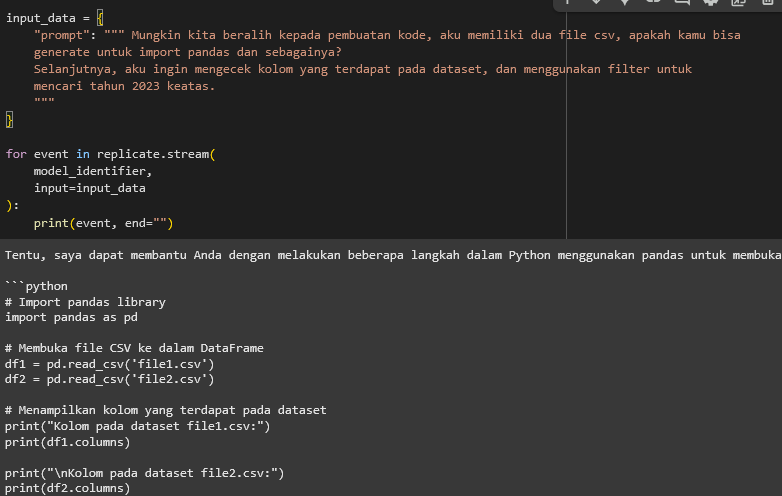 input_data = {
"prompt": """ Mungkin kita beralih kepada pembuatan kode, aku memiliki dua file csv, apakah kamu bisa
generate untuk import pandas dan sebagainya?
Selanjutnya, aku ingin mengecek kolom yang terdapat pada dataset, dan menggunakan filter untuk
mencari tahun 2023 keatas.
"""
}
for event in replicate.stream(
model_identifier,
input=input_data
):
print(event, end="")
Tentu, saya dapat membantu Anda dengan melakukan beberapa langkah dalam Python menggunakan pandas untuk membuka
```python
# Import pandas library
import pandas as pd
# Membuka file CSV ke dalam DataFrame
df1 = pd.read_csv('file1.csv')
df2 = pd.read_csv('file2.csv')
# Menampilkan kolom yang terdapat pada dataset
print("Kolom pada dataset file1.csv:")
print(df1.columns)
print("\nKolom pada dataset file2.csv:")
print(df2.columns)